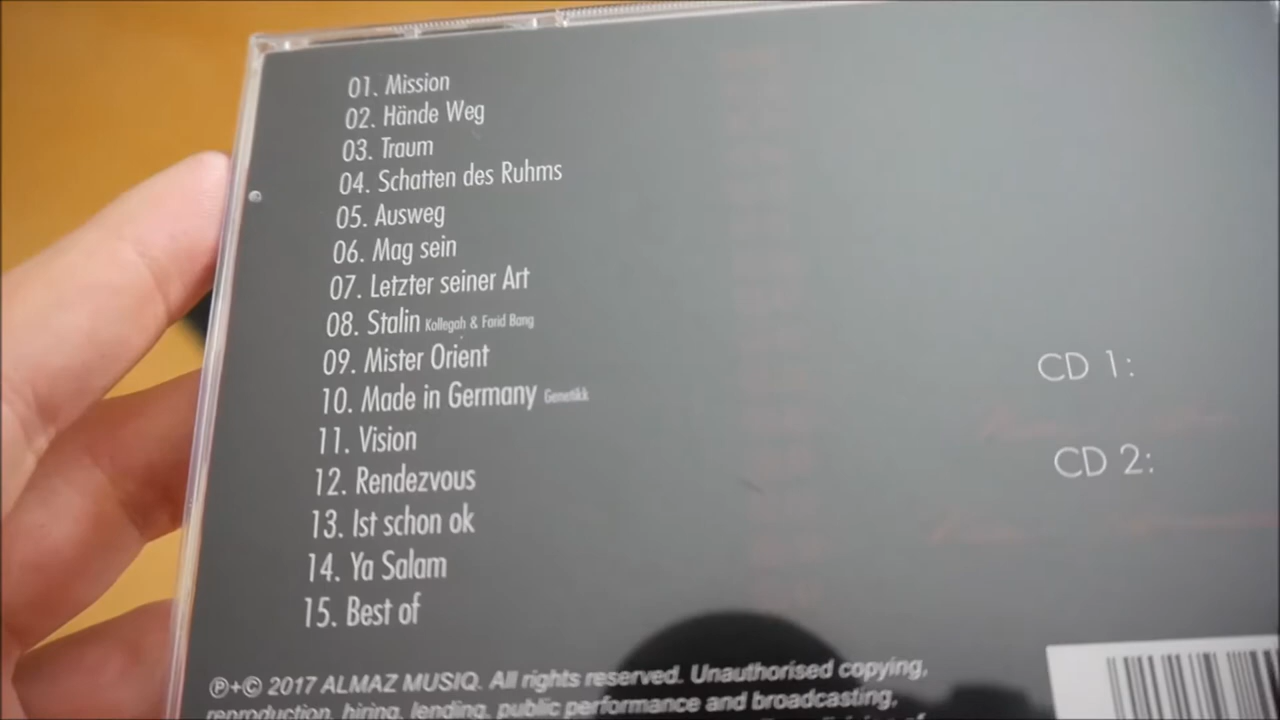 01. Mission
02. Hände Weg
03. Traum
04. Schatten des Ruhms
05. Ausweg
06. Mag sein
07. Letzter seiner Art
08. Stalin Kollegah & Farid Bang
09. Mister Orient
10. Made in Germany Genetikk
11. Vision
12. Rendezvous
13. Ist schon ok
14. Ya Salam
15. Best of
CD 1:
CD 2:
℗+© 2017 ALMAZ MUSIQ. All rights reserved. Unauthorised copying,
reproduction, hiring, lending, public performance and broadcasting,